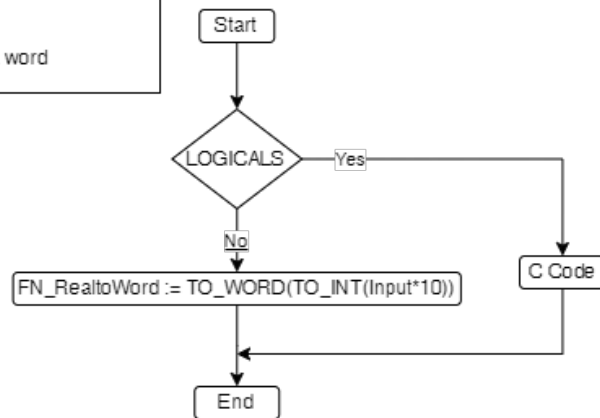 Start
word
LOGICALS
Yes
No
C Code
FN_RealtoWord := TO_WORD(TO_INT(Input*10))
End